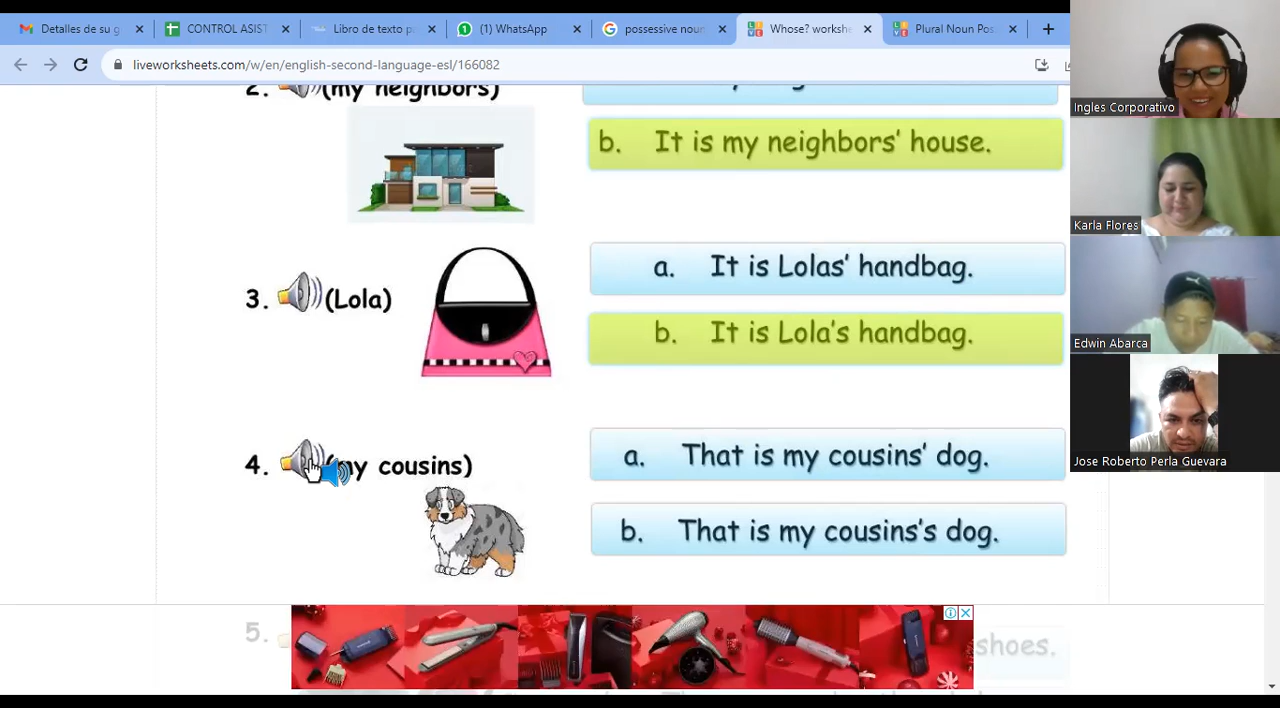 Detalles de su g
CONTROL ASIST
Libro de texto pa
(1) WhatsApp
possessive noun
Whose? workshe
Plural Noun Pos
liveworksheets.com/w/en/english-second-language-esl/166082
Ingles Corporativo
2. (my neighbors)
b. It is my neighbors' house.
Karla Flores
3. (Lola)
a. It is Lolas' handbag.
b. It is Lola's handbag.
Edwin Abarca
4. (my cousins)
a. That is my cousins' dog.
b. That is my cousins's dog.
Jose Roberto Perla Guevara
5.
shoes.